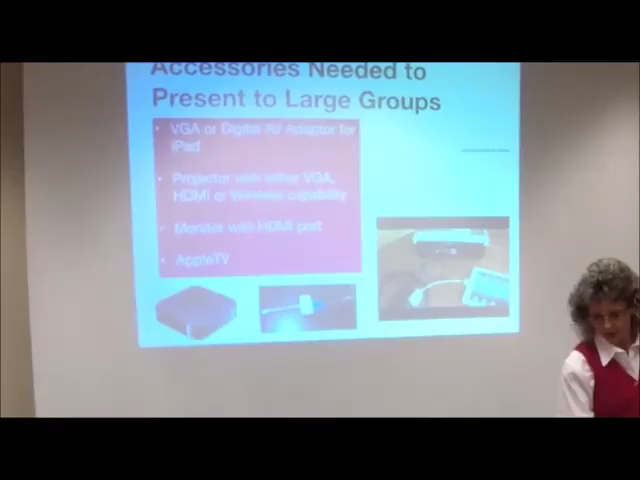 Accessories Needed to
Present to Large Groups
• VGA or Digital AV Adaptor for
iPad
• Projector with either VGA,
HDMI or Wireless capability
• Monitor with HDMI port
• AppleTV